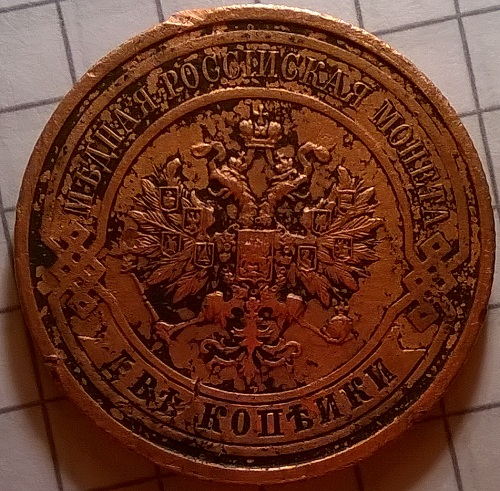 МѢДНАЯ РОССІЙСКАЯ МОНЕТА
ДВѢ КОПѢЙКИ